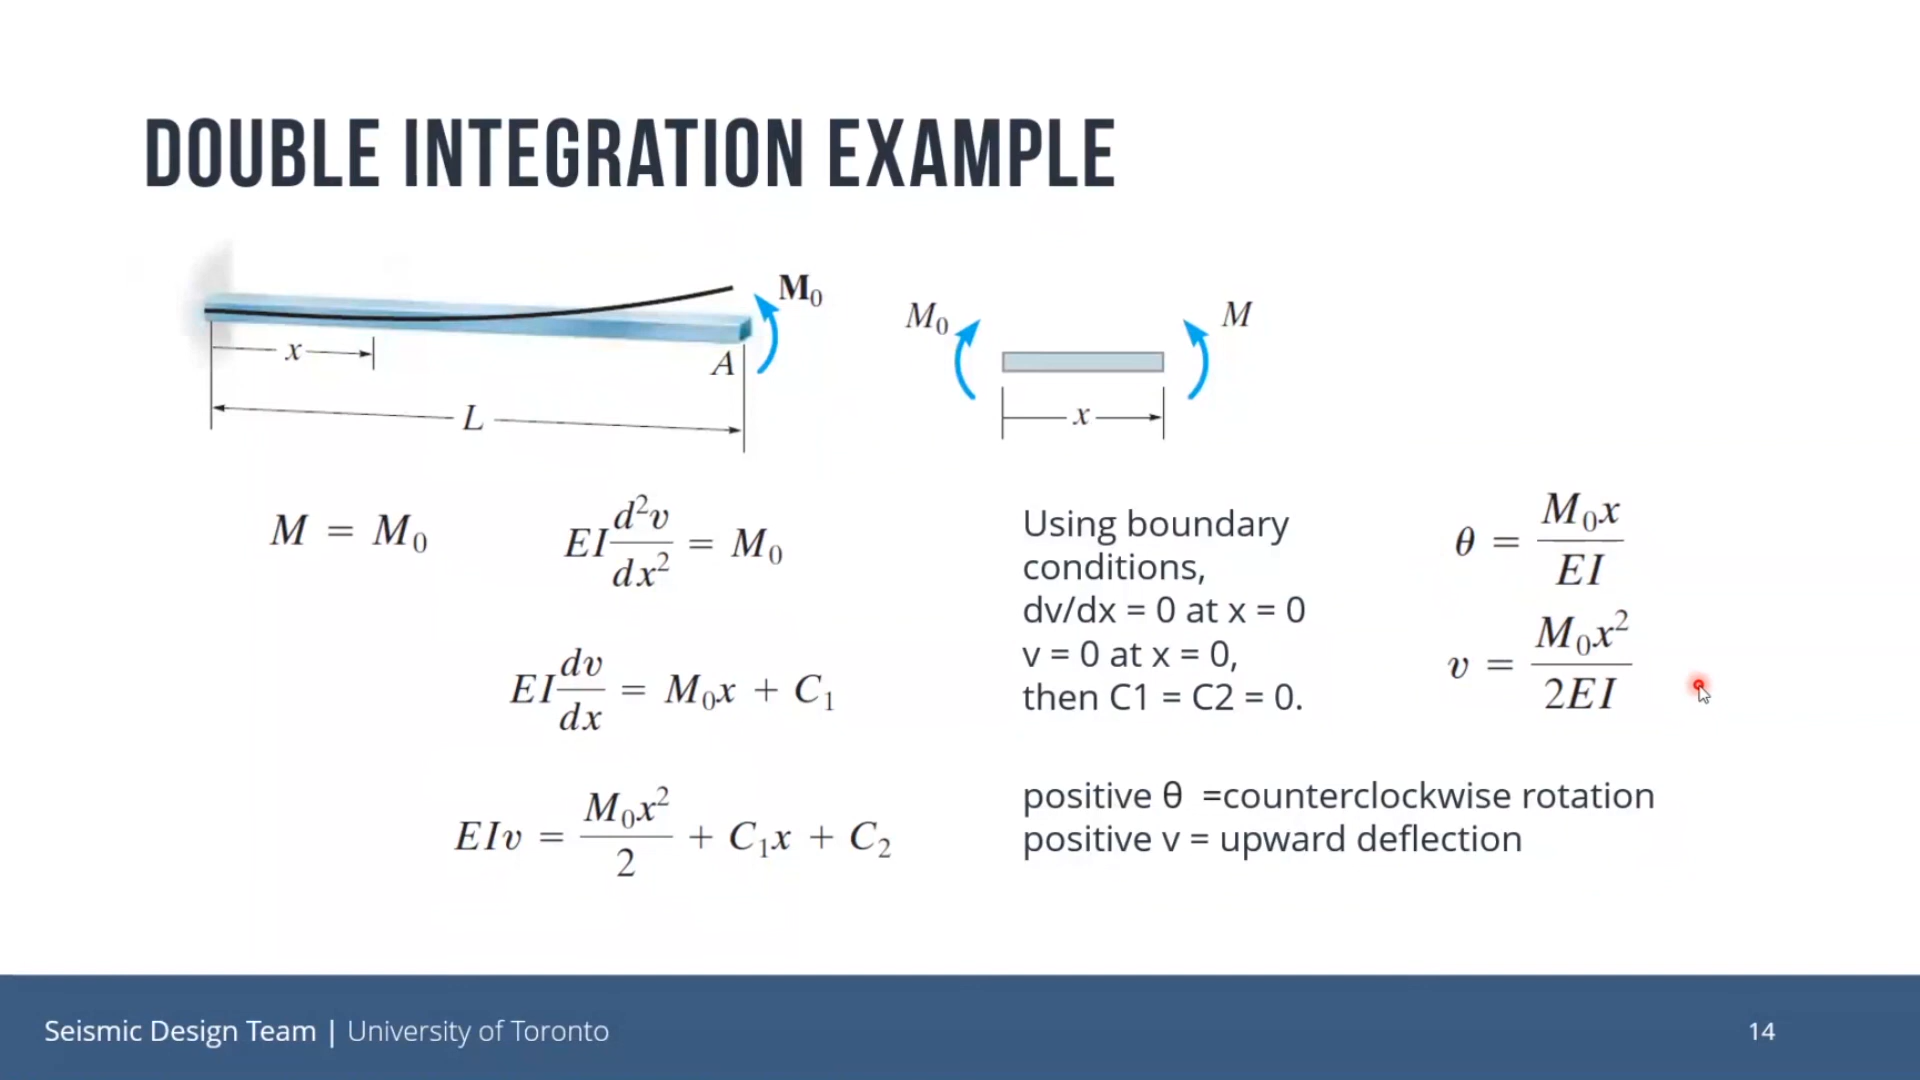 DOUBLE INTEGRATION EXAMPLE
M₀
x
A
L
M₀
M
x
M = M₀
EI d²v/dx² = M₀
EI dv/dx = M₀x + C₁
EIv = M₀x²/2 + C₁x + C₂
Using boundary
conditions,
dv/dx = 0 at x = 0
v = 0 at x = 0,
then C1 = C2 = 0.
θ = M₀x/EI
v = M₀x²/2EI
positive θ =counterclockwise rotation
positive v = upward deflection
Seismic Design Team | University of Toronto
14